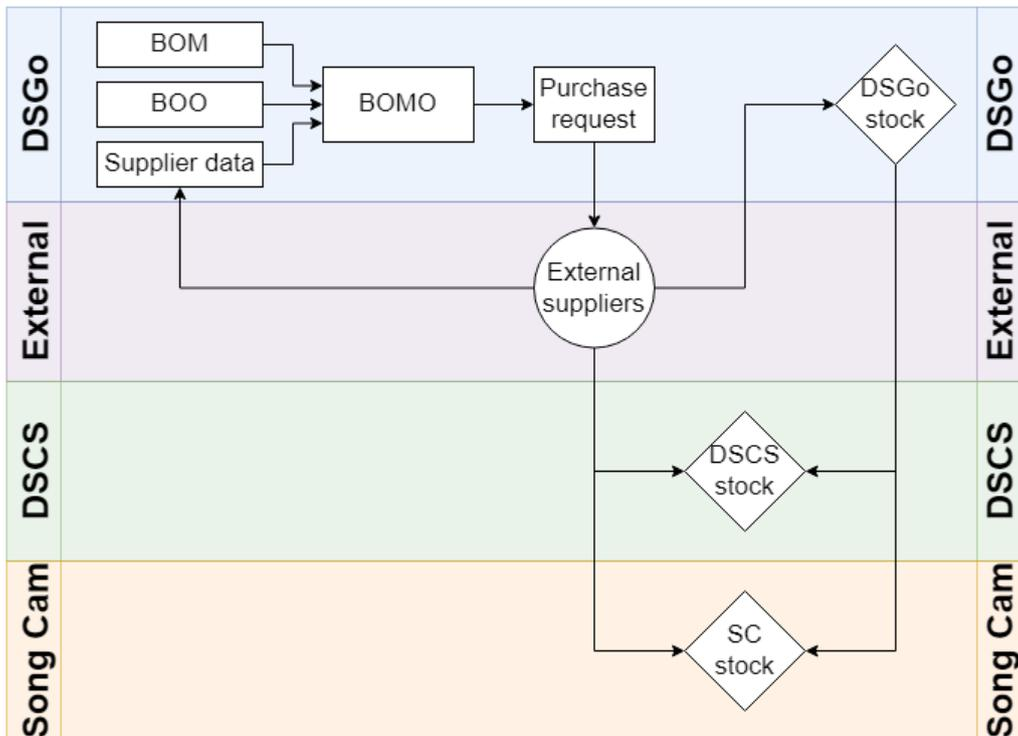 DSGo
BOM
BOO
Supplier data
BOMO
Purchase
request
DSGo
stock
DSGo
External
External
suppliers
External
DSCS
DSCS
stock
DSCS
Song Cam
SC
stock
Song Cam